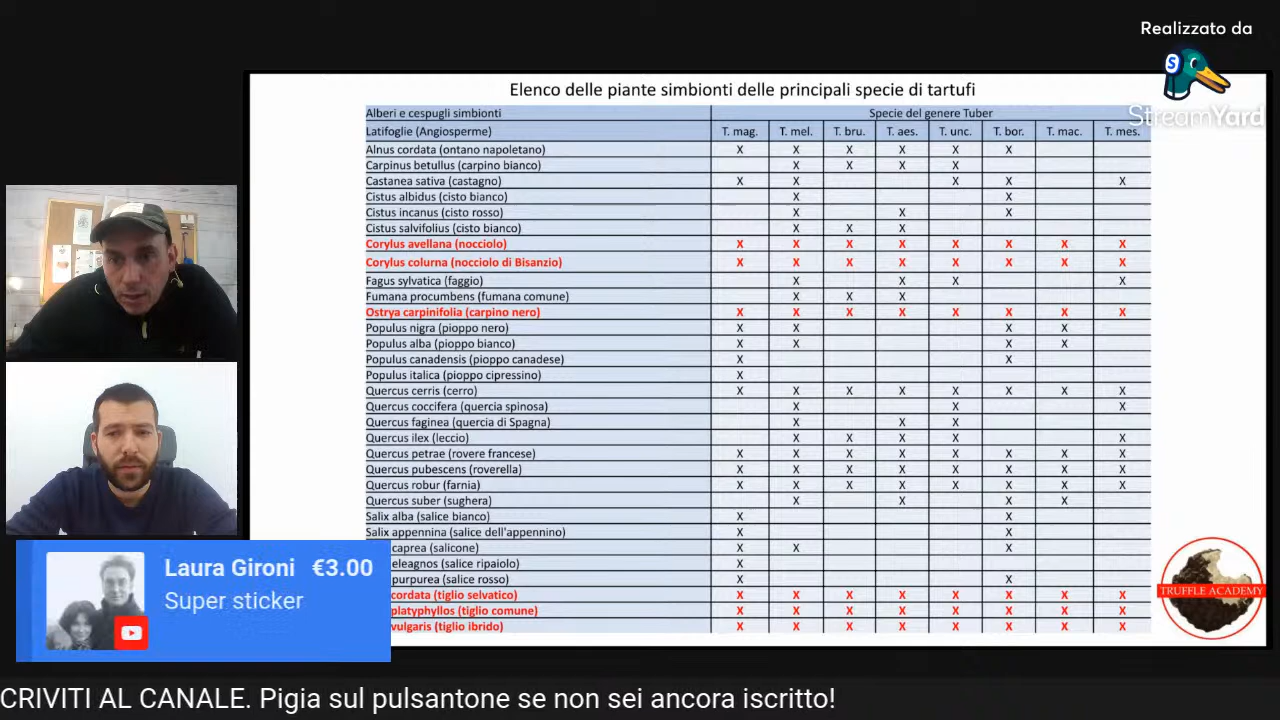 Realizzato da
S
StreamYard
Elenco delle piante simbionti delle principali specie di tartufi
Alberi e cespugli simbionti Specie del genere Tuber
Latifoglie (Angiosperme) T. mag. T. mel. T. bru. T. aes. T. unc. T. bor. T. mac. T. mes.
Alnus cordata (ontano napoletano) X X X X X X
Carpinus betullus (carpino bianco) X X X X
Castanea sativa (castagno) X X X X X
Cistus albidus (cisto bianco) X X
Cistus incanus (cisto rosso) X X X
Cistus salvifolius (cisto bianco) X X X
Corylus avellana (nocciolo) X X X X X X X X
Corylus colurna (nocciolo di Bisanzio) X X X X X X X X
Fagus sylvatica (faggio) X X X X
Fumana procumbens (fumana comune) X X X
Ostrya carpinifolia (carpino nero) X X X X X X X X
Populus nigra (pioppo nero) X X X X
Populus alba (pioppo bianco) X X X X
Populus canadensis (pioppo canadese) X X
Populus italica (pioppo cipressino) X
Quercus cerris (cerro) X X X X X X X X
Quercus coccifera (quercia spinosa) X X X
Quercus faginea (quercia di Spagna) X X X
Quercus ilex (leccio) X X X X X
Quercus petrae (rovere francese) X X X X X X X X
Quercus pubescens (roverella) X X X X X X X X
Quercus robur (farnia) X X X X X X X X
Quercus suber (sughera) X X X X
Salix alba (salice bianco) X X
Salix appennina (salice dell'appennino) X X
caprea (salicone) X X X
eleagnos (salice ripaiolo) X
purpurea (salice rosso) X X
cordata (tiglio selvatico) X X X X X X X X
platyphyllos (tiglio comune) X X X X X X X X
vulgaris (tiglio ibrido) X X X X X X X X
TRUFFLE ACADEMY
Laura Gironi €3.00
Super sticker
CRIVITI AL CANALE. Pigia sul pulsantone se non sei ancora iscritto!